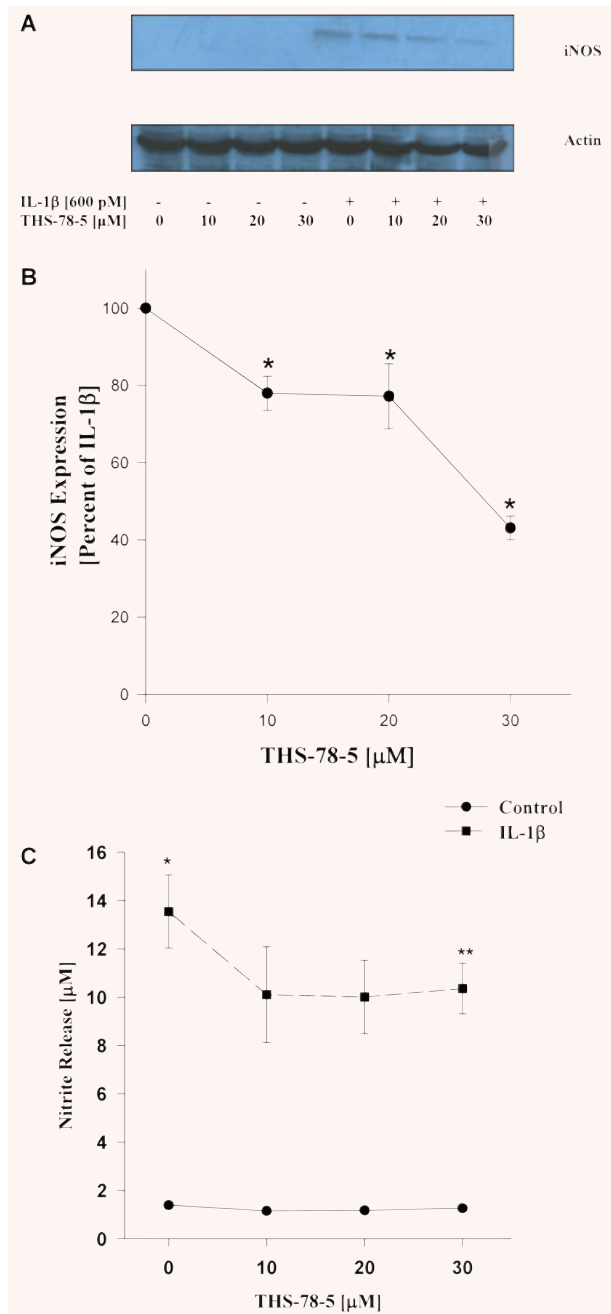 A
iNOS
Actin
IL-1β [600 pM] - - - - + + + +
THS-78-5 [µM] 0 10 20 30 0 10 20 30
B
iNOS Expression
[Percent of IL-1β]
100
80
60
40
20
0
* * *
0 10 20 30
THS-78-5 [µM]
Control
IL-1β
C
Nitrite Release [µM]
16
14
12
10
8
6
4
2
0
* **
0 10 20 30
THS-78-5 [µM]